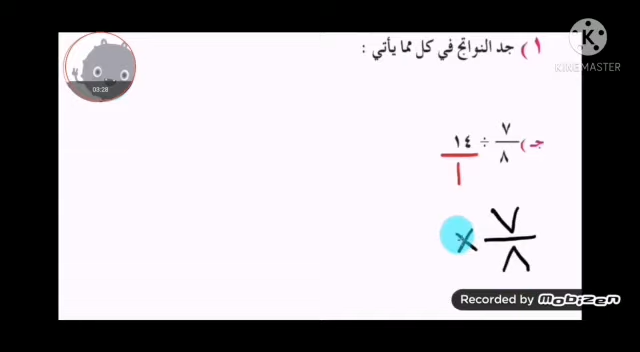 ١) جد النواتج في كل مما يأتي :
KINEMASTER
03:28
جـ) ٧/٨ ÷ ١٤/١
٧/٨ ×
Recorded by mobizen